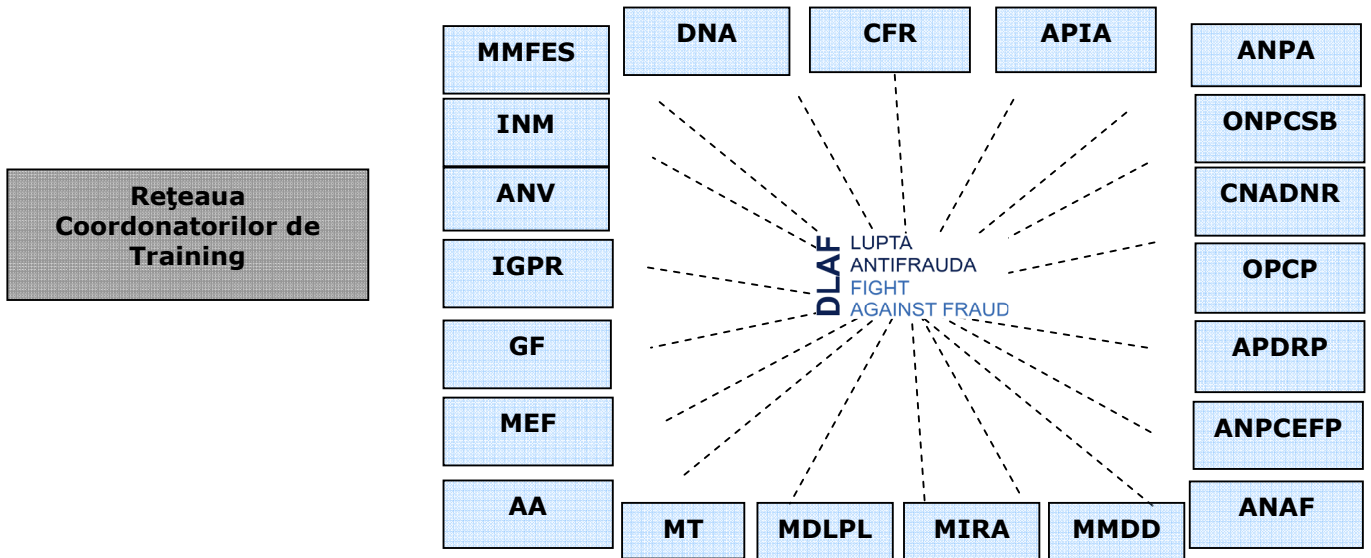 Reţeaua
Coordonatorilor de
Training
MMFES
INM
ANV
IGPR
GF
MEF
AA
DNA
CFR
APIA
DLAF
LUPTA
ANTIFRAUDA
FIGHT
AGAINST FRAUD
MT
MDLPL
MIRA
MMDD
ANPA
ONPCSB
CNADNR
OPCP
APDRP
ANPCEFP
ANAF